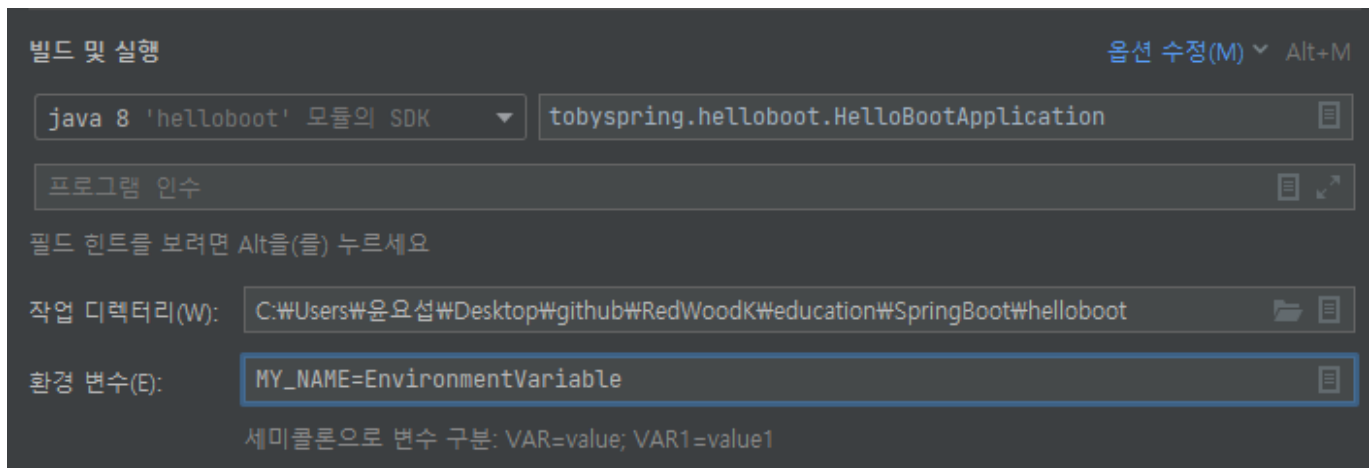 빌드 및 실행 옵션 수정(M) Alt+M
java 8 'helloboot' 모듈의 SDK tobyspring.helloboot.HelloBootApplication
프로그램 인수
필드 힌트를 보려면 Alt을(를) 누르세요
작업 디렉터리(W): C:₩Users₩윤요섭₩Desktop₩github₩RedWoodK₩education₩SpringBoot₩helloboot
환경 변수(E): MY_NAME=EnvironmentVariable
세미콜론으로 변수 구분: VAR=value; VAR1=value1